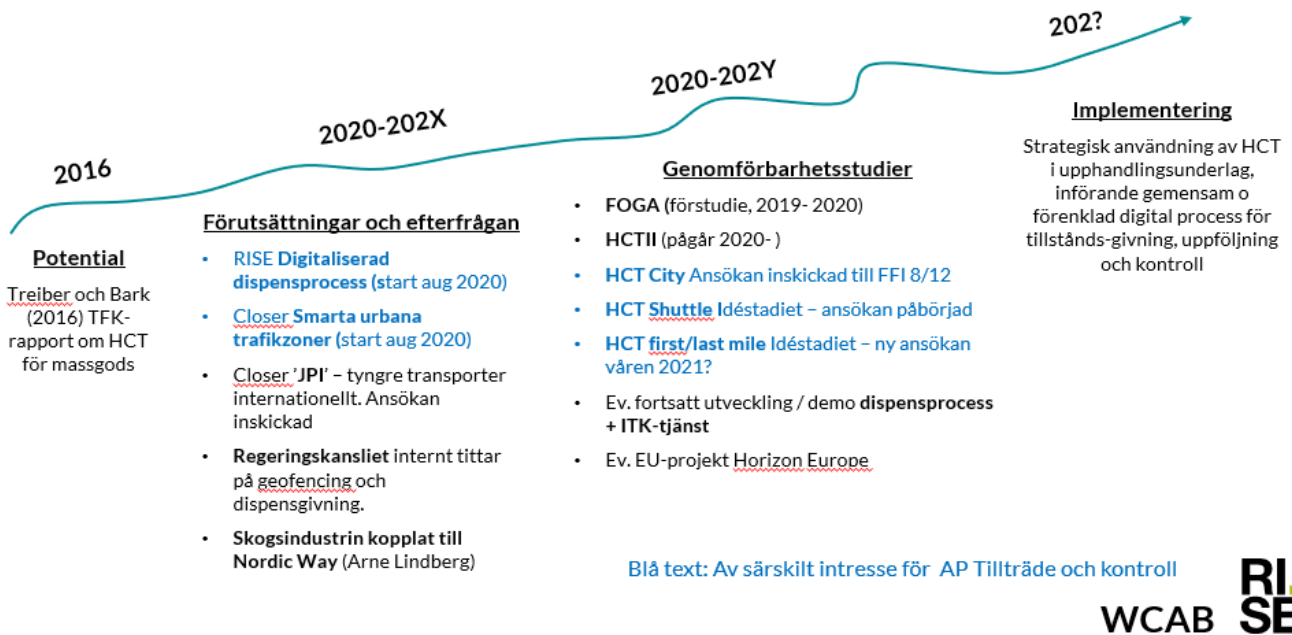 2016
2020-202X
2020-202Y
202?
Potential
Treiber och Bark
(2016) TFK-
rapport om HCT
för massgods
Förutsättningar och efterfrågan
• RISE Digitaliserad
dispensprocess (start aug 2020)
• Closer Smarta urbana
trafikzoner (start aug 2020)
• Closer 'JPI' – tyngre transporter
internationellt. Ansökan
inskickad
• Regeringskansliet internt tittar
på geofencing och
dispensgivning.
• Skogsindustrin kopplat till
Nordic Way (Arne Lindberg)
Genomförbarhetsstudier
• FOGA (förstudie, 2019- 2020)
• HCTII (pågår 2020- )
• HCT City Ansökan inskickad till FFI 8/12
• HCT Shuttle Idéstadiet – ansökan påbörjad
• HCT first/last mile Idéstadiet – ny ansökan
våren 2021?
• Ev. fortsatt utveckling / demo dispensprocess
+ ITK-tjänst
• Ev. EU-projekt Horizon Europe
Implementering
Strategisk användning av HCT
i upphandlingsunderlag,
införande gemensam o
förenklad digital process för
tillstånds-givning, uppföljning
och kontroll
Blå text: Av särskilt intresse för AP Tillträde och kontroll
WCAB
RI.
SE